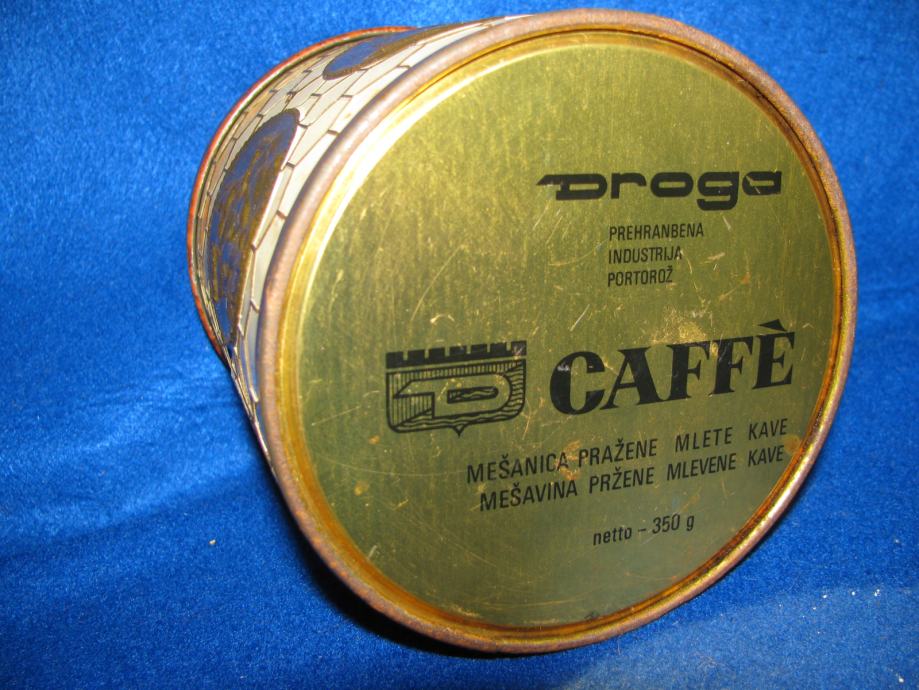 Droga
PREHRANBENA
INDUSTRIJA
PORTOROŽ
CAFFÈ
MEŠANICA PRAŽENE MLETE KAVE
MEŠAVINA PRŽENE MLEVENE KAVE
netto - 350 g